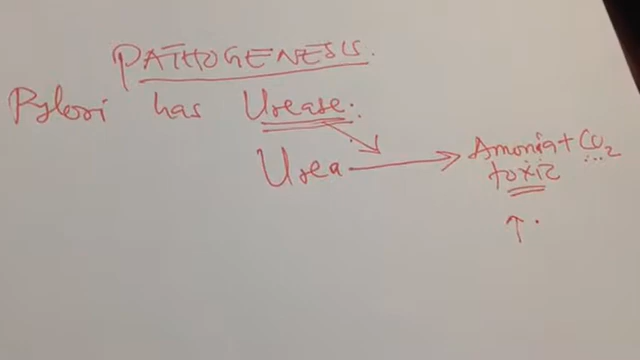 PATHOGENESIS.
Pylori has Urease.
Urea → Amonia + CO2
toxic
↑